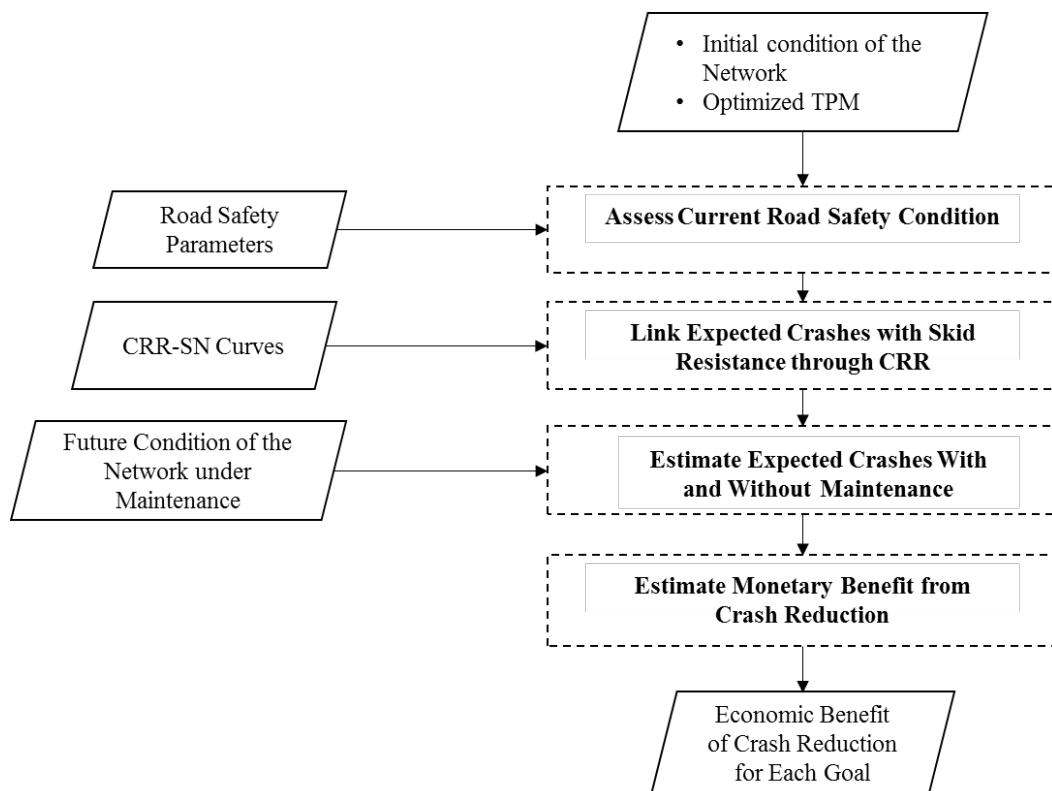 • Initial condition of the
Network
• Optimized TPM
Assess Current Road Safety Condition
Road Safety
Parameters
Link Expected Crashes with Skid
Resistance through CRR
CRR-SN Curves
Future Condition of the
Network under
Maintenance
Estimate Expected Crashes With
and Without Maintenance
Estimate Monetary Benefit from
Crash Reduction
Economic Benefit
of Crash Reduction
for Each Goal